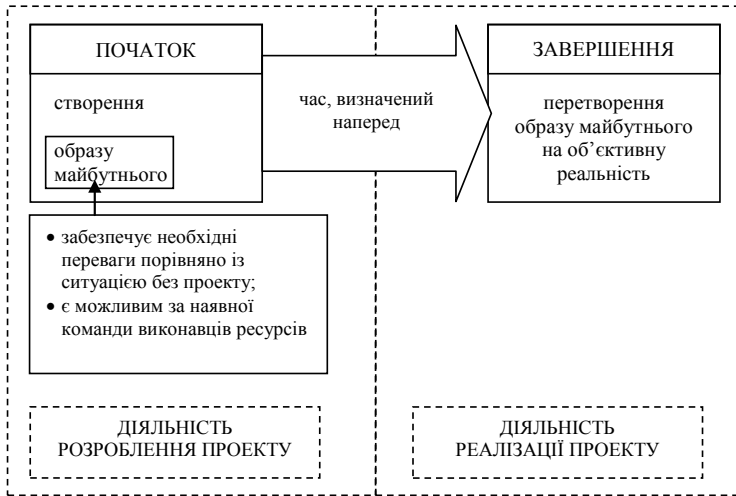 ПОЧАТОК
створення
образу
майбутнього
час, визначений
наперед
ЗАВЕРШЕННЯ
перетворення
образу майбутнього
на об’єктивну
реальність
• забезпечує необхідні
переваги порівняно із
ситуацією без проекту;
• є можливим за наявної
команди виконавців ресурсів
ДІЯЛЬНІСТЬ
РОЗРОБЛЕННЯ ПРОЕКТУ
ДІЯЛЬНІСТЬ
РЕАЛІЗАЦІЇ ПРОЕКТУ